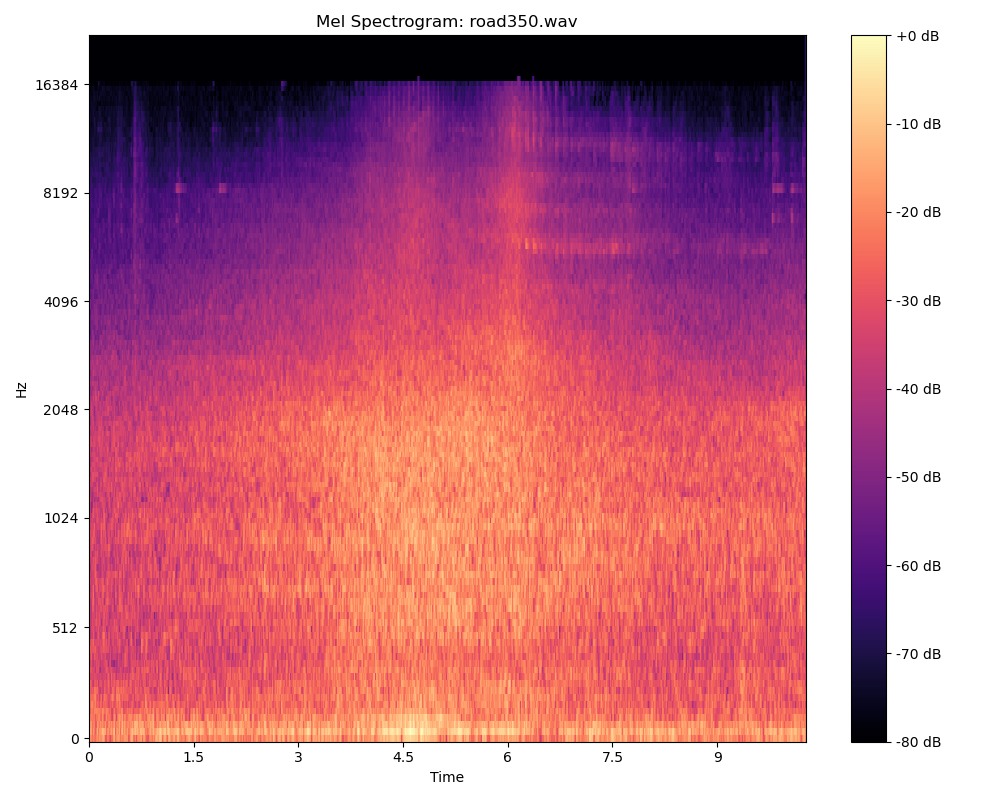 Mel Spectrogram: road350.wav
+0 dB
16384
-10 dB
8192
-20 dB
4096
-30 dB
Hz
-40 dB
2048
-50 dB
1024
-60 dB
512
-70 dB
0
-80 dB
0 1.5 3 4.5 6 7.5 9
Time